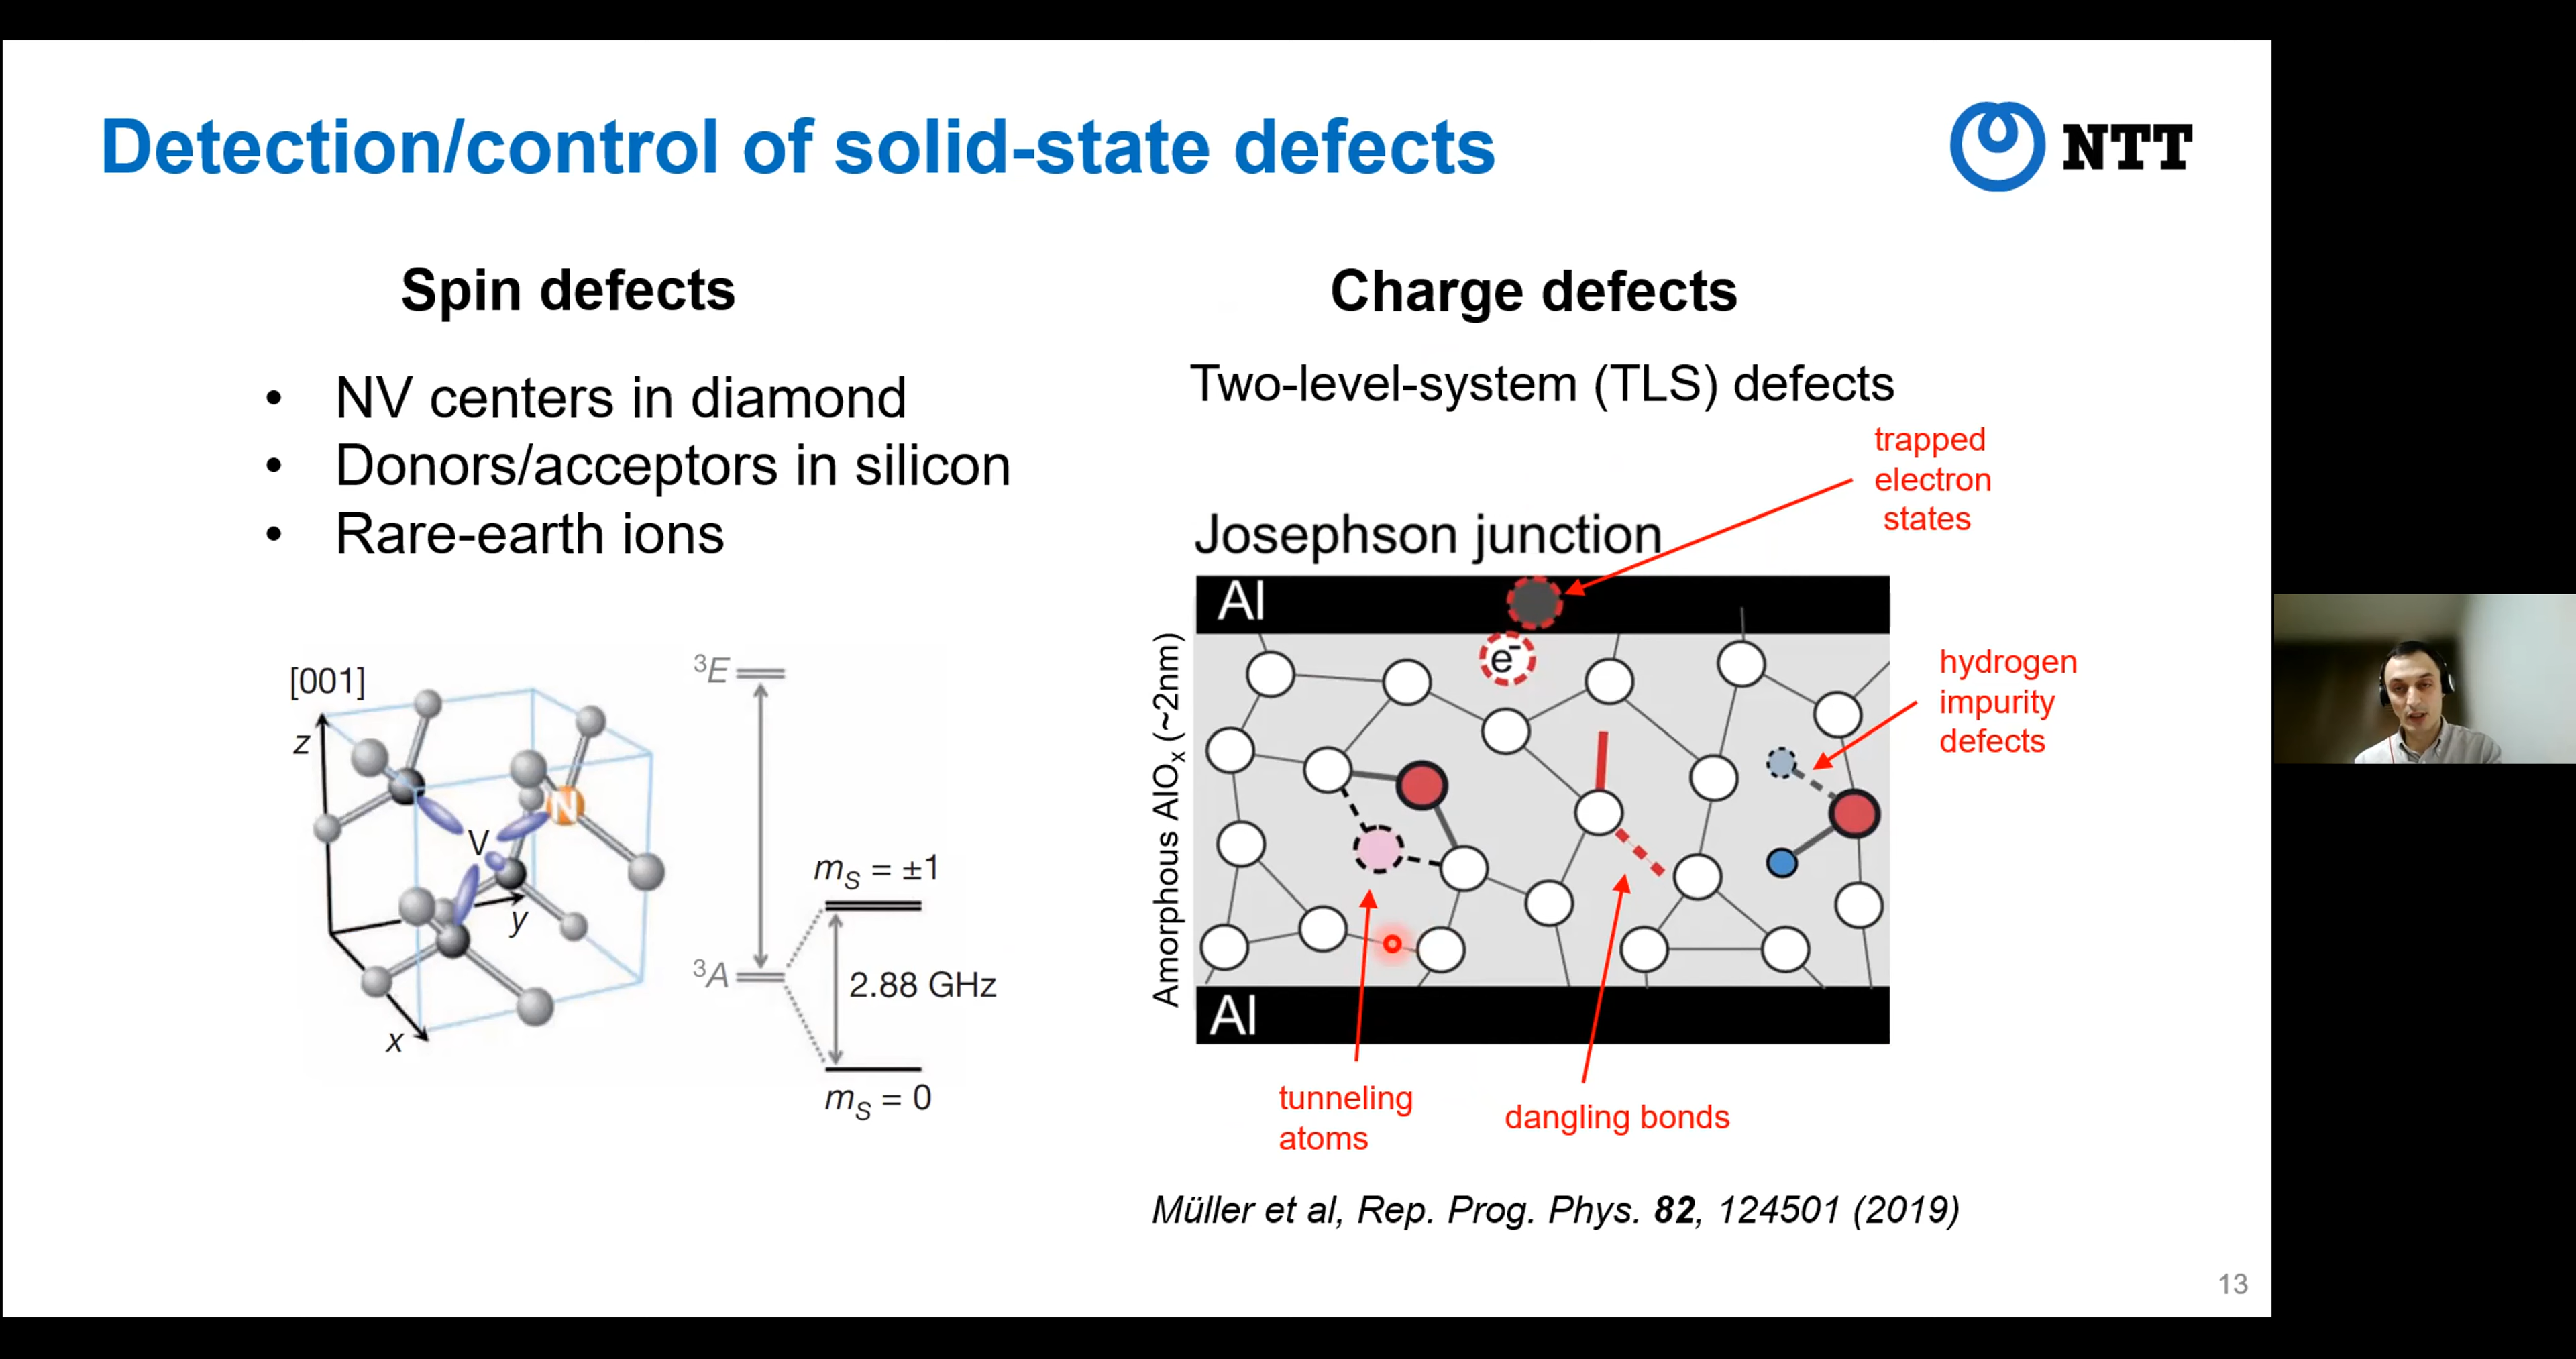 Detection/control of solid-state defects
NTT
Spin defects
• NV centers in diamond
• Donors/acceptors in silicon
• Rare-earth ions
[001]
z
N
V
y
x
³E
³A
mS = ±1
2.88 GHz
mS = 0
Charge defects
Two-level-system (TLS) defects
trapped
electron
states
Josephson junction
Al
e⁻
Amorphous AlOx (~2nm)
hydrogen
impurity
defects
Al
tunneling
atoms
dangling bonds
Müller et al, Rep. Prog. Phys. 82, 124501 (2019)
13